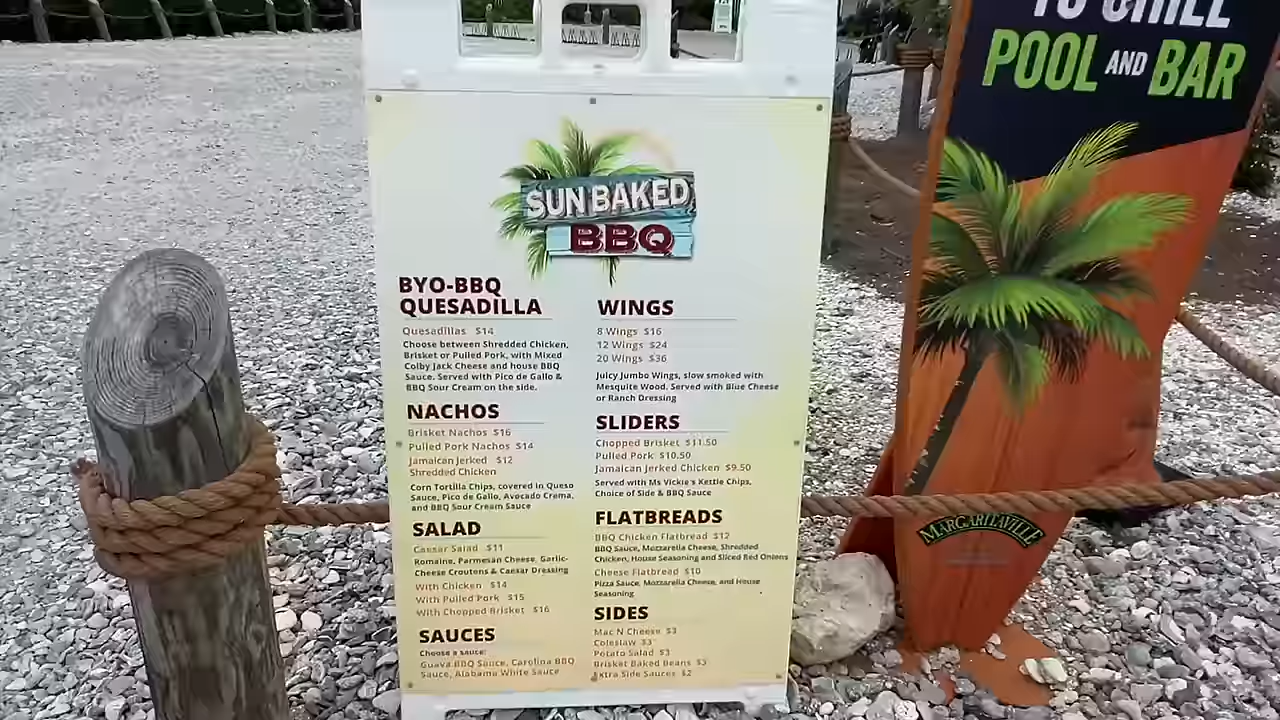 SUN BAKED
BBQ
BYO-BBQ
QUESADILLA
Quesadillas $14
Choose between Shredded Chicken,
Brisket or Pulled Pork, with Mixed
Colby Jack Cheese and house BBQ
Sauce. Served with Pico de Gallo &
BBQ Sour Cream on the side.
NACHOS
Brisket Nachos $16
Pulled Pork Nachos $14
Jamaican Jerked $12
Shredded Chicken
Corn Tortilla Chips, covered in Queso
Sauce, Pico de Gallo, Avocado Crema,
and BBQ Sour Cream Sauce
SALAD
Caesar Salad $11
Romaine, Parmesan Cheese, Garlic-
Cheese Croutens & Caesar Dressing
With Chicken $14
With Pulled Pork $15
With Chopped Brisket $16
SAUCES
Choose a sauce:
Guava BBQ Sauce, Carolina BBQ
Sauce, Alabama White Sauce
WINGS
8 Wings $16
12 Wings $24
20 Wings $36
Juicy Jumbo Wings, slow smoked with
Mesquite Wood. Served with Blue Cheese
or Ranch Dressing
SLIDERS
Chopped Brisket $11.50
Pulled Pork $10.50
Jamaican Jerked Chicken $9.50
Served with Ms Vickie's Kettle Chips,
Choice of Side & BBQ Sauce
FLATBREADS
BBQ Chicken Flatbread $12
BBQ Sauce, Mozzarella Cheese, Shredded
Chicken, House Seasoning and Sliced Red Onions
Cheese Flatbread $10
Pizza Sauce, Mozzarella Cheese, and House
Seasoning
SIDES
Mac N Cheese $3
Coleslaw $3
Potato Salad $3
Brisket Baked Beans $3
Extra Side Sauces $2
TO CHILL
POOL AND BAR
MARGARITAVILLE